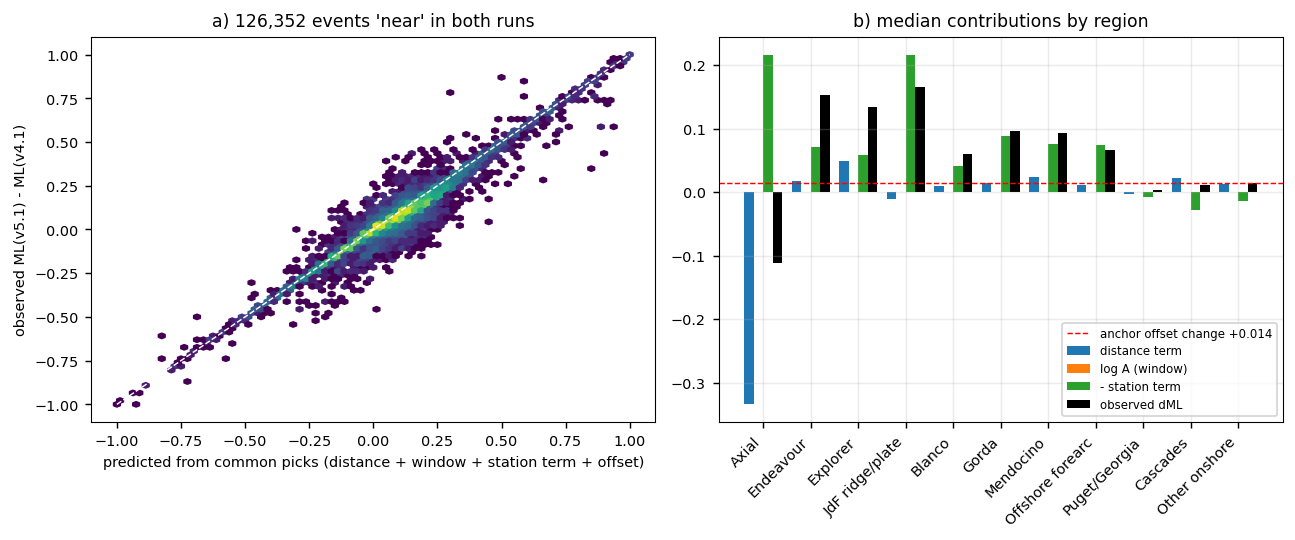 a) 126,352 events 'near' in both runs
observed ML(v5.1) - ML(v4.1)
1.00
0.75
0.50
0.25
0.00
−0.25
−0.50
−0.75
−1.00
−1.00 −0.75 −0.50 −0.25 0.00 0.25 0.50 0.75 1.00
predicted from common picks (distance + window + station term + offset)
b) median contributions by region
0.2
0.1
0.0
−0.1
−0.2
−0.3
anchor offset change +0.014
distance term
log A (window)
- station term
observed dML
Axial
Endeavour
Explorer
JdF ridge/plate
Blanco
Gorda
Mendocino
Offshore forearc
Puget/Georgia
Cascades
Other onshore